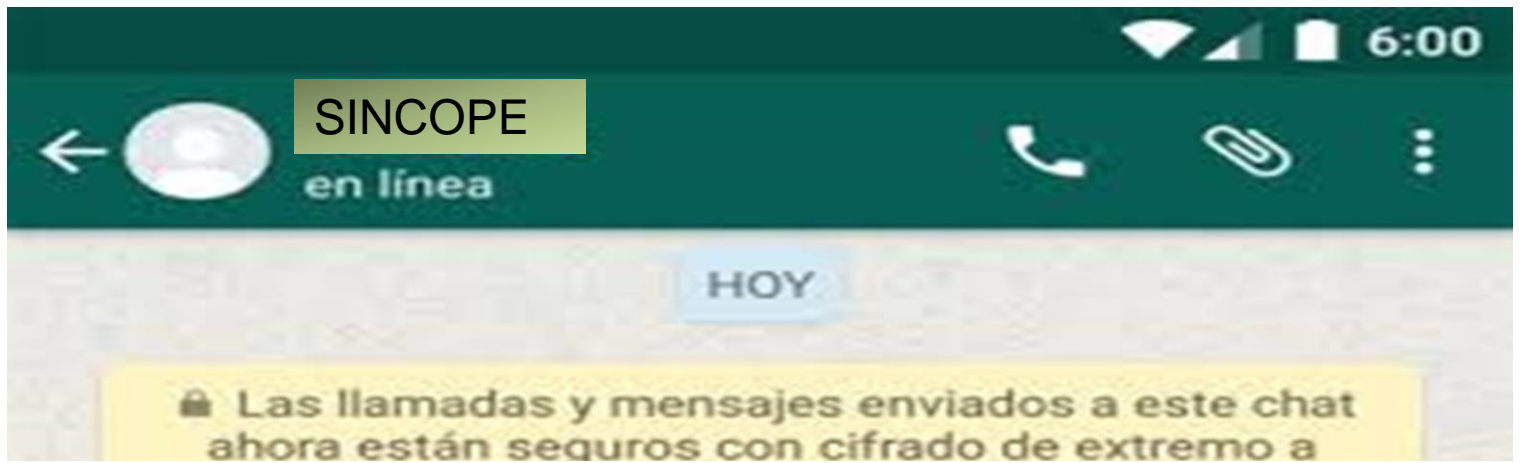 6:00
SINCOPE
en línea
HOY
Las llamadas y mensajes enviados a este chat
ahora están seguros con cifrado de extremo a